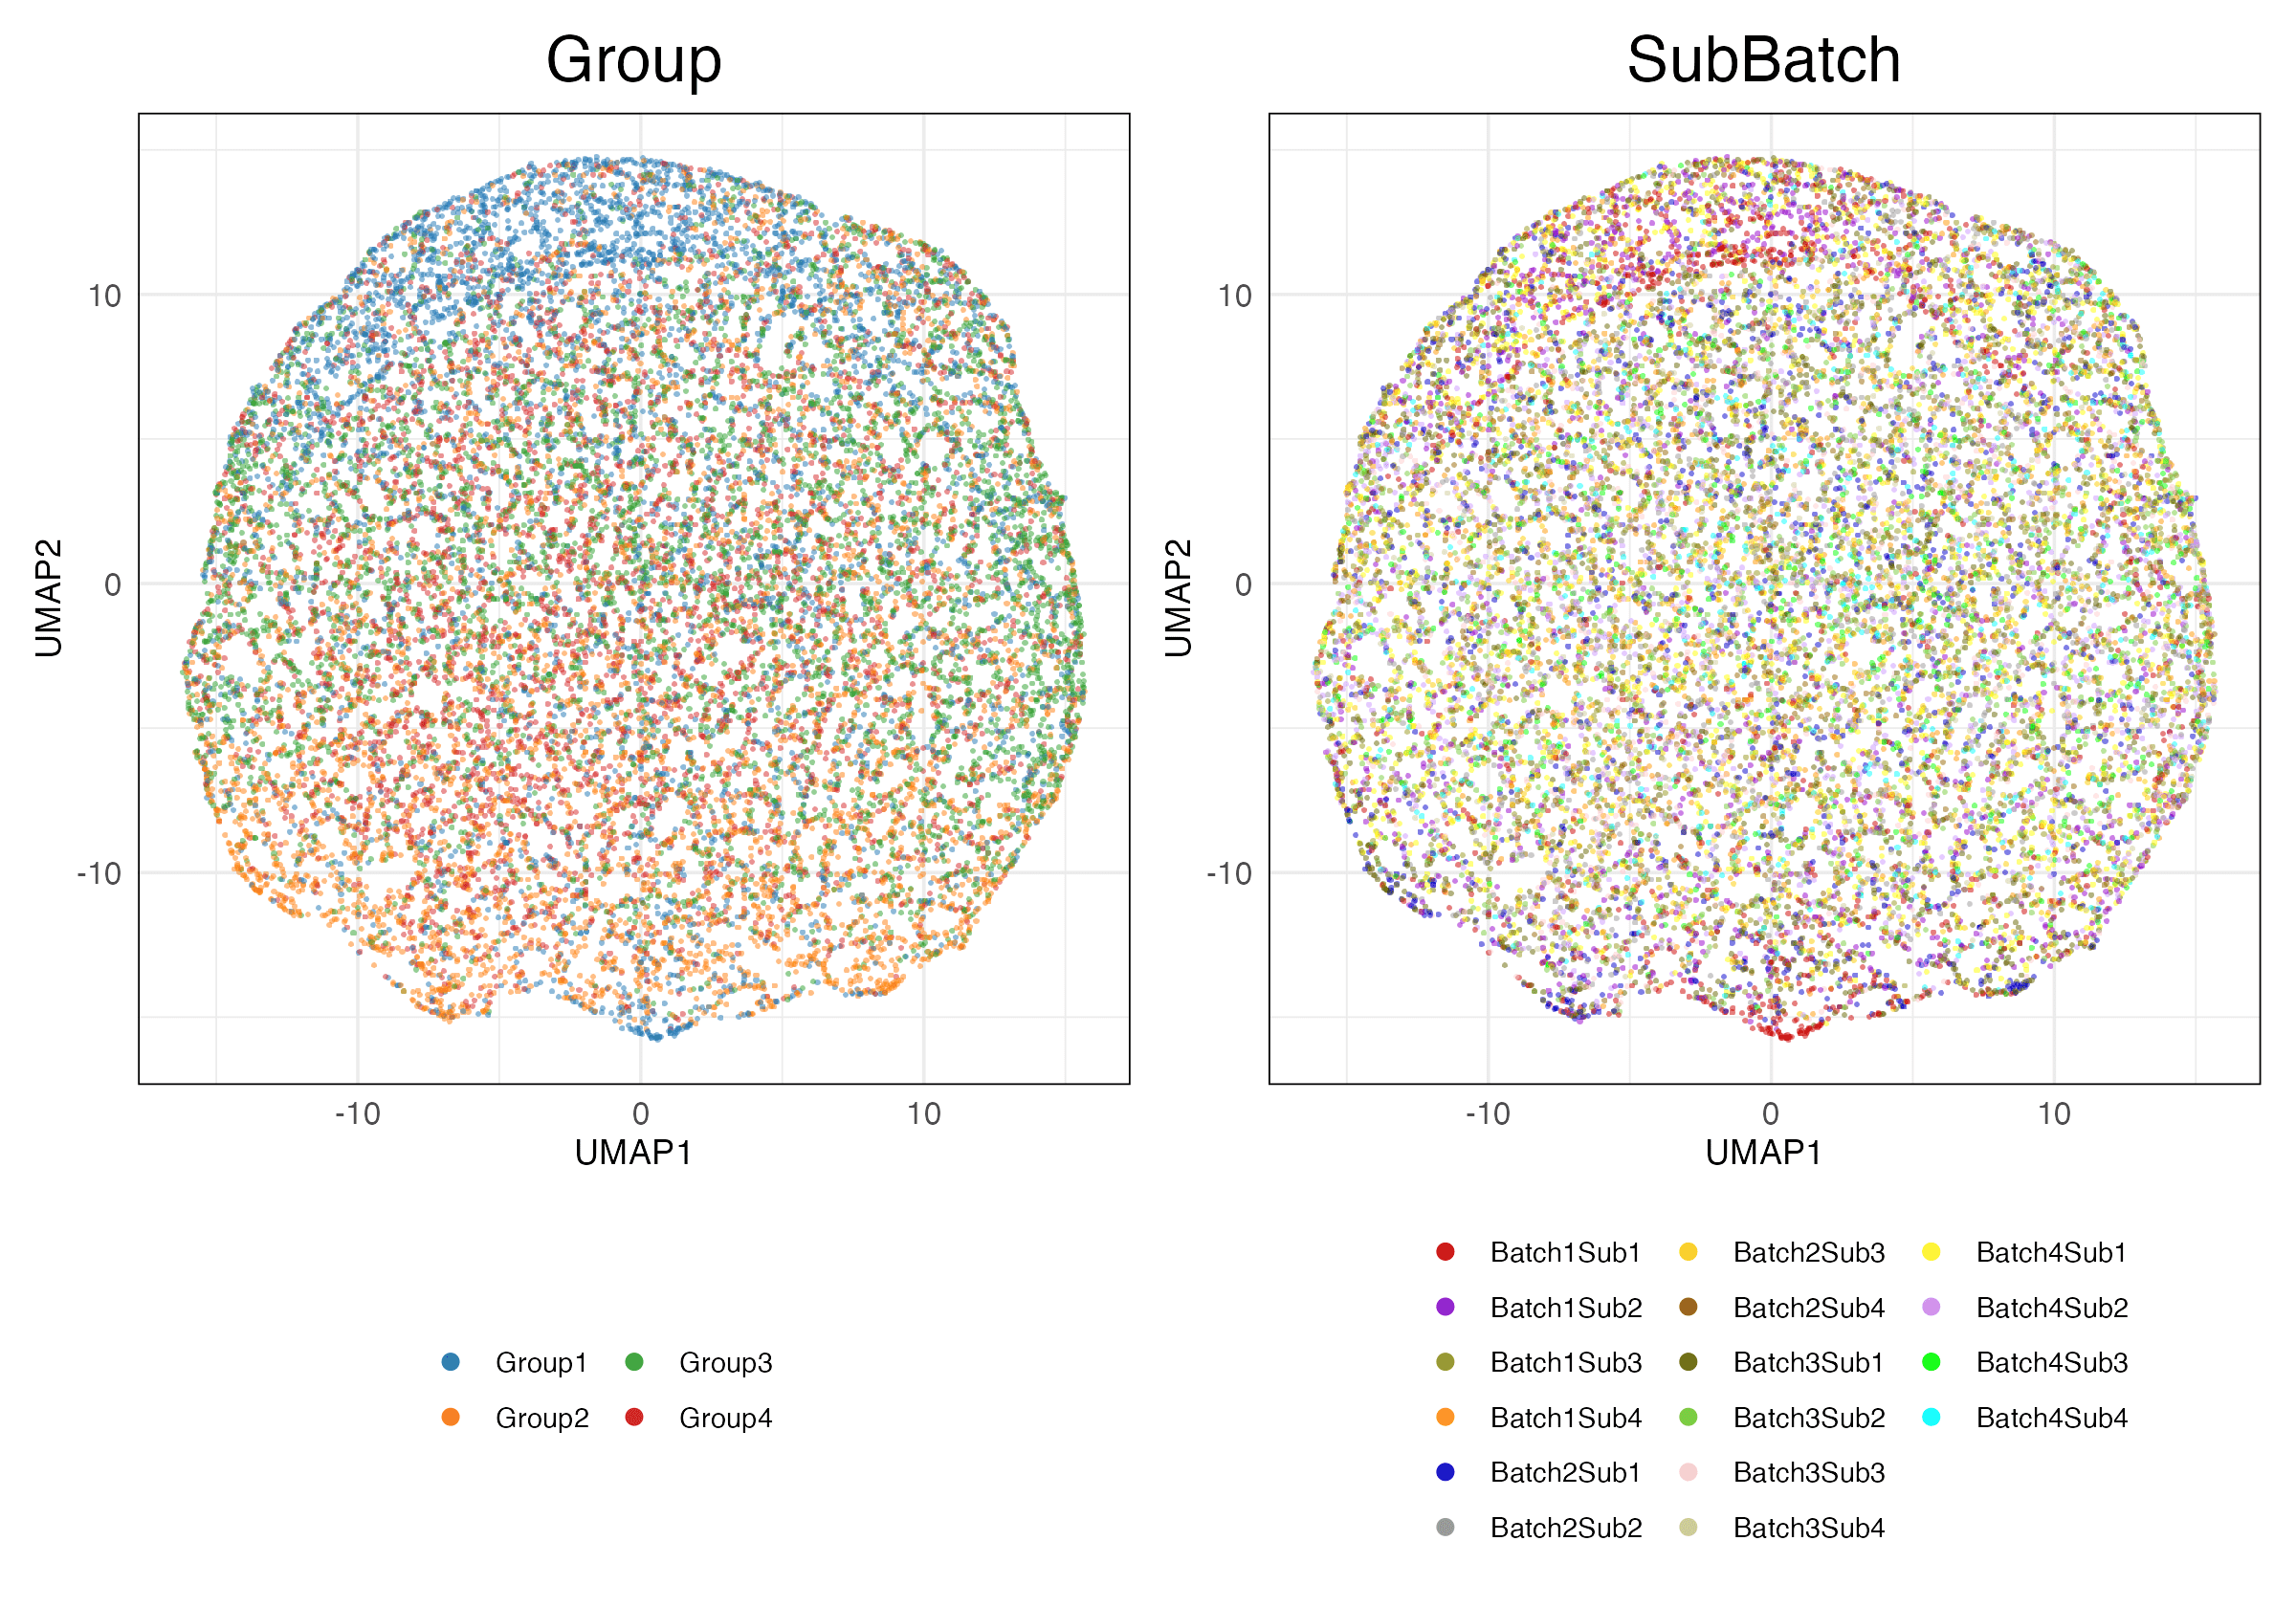 Group
SubBatch
10
0
-10
UMAP2
-10 0 10
UMAP1
10
0
-10
UMAP2
-10 0 10
UMAP1
Group1 Group3
Group2 Group4
Batch1Sub1 Batch2Sub3 Batch4Sub1
Batch1Sub2 Batch2Sub4 Batch4Sub2
Batch1Sub3 Batch3Sub1 Batch4Sub3
Batch1Sub4 Batch3Sub2 Batch4Sub4
Batch2Sub1 Batch3Sub3
Batch2Sub2 Batch3Sub4